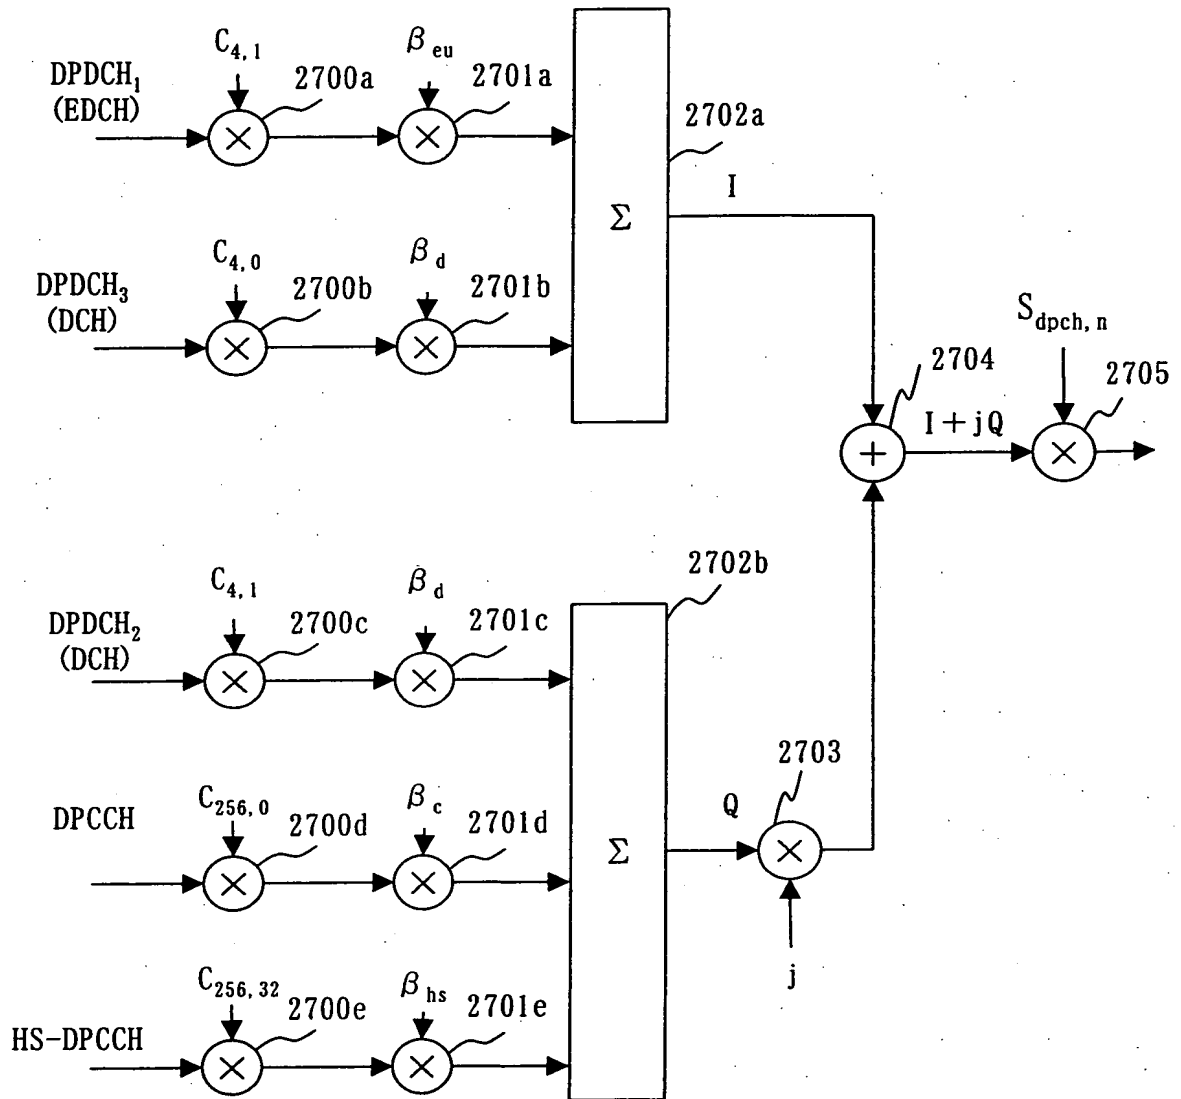 C4,1
βeu
DPDCH1
(EDCH)
2700a
2701a
2702a
I
Σ
C4,0
βd
DPDCH3
(DCH)
2700b
2701b
Sdpch,n
2704
2705
I+jQ
C4,1
βd
2702b
DPDCH2
(DCH)
2700c
2701c
2703
C256,0
βc
DPCCH
2700d
2701d
Q
Σ
j
C256,32
βhs
HS-DPCCH
2700e
2701e